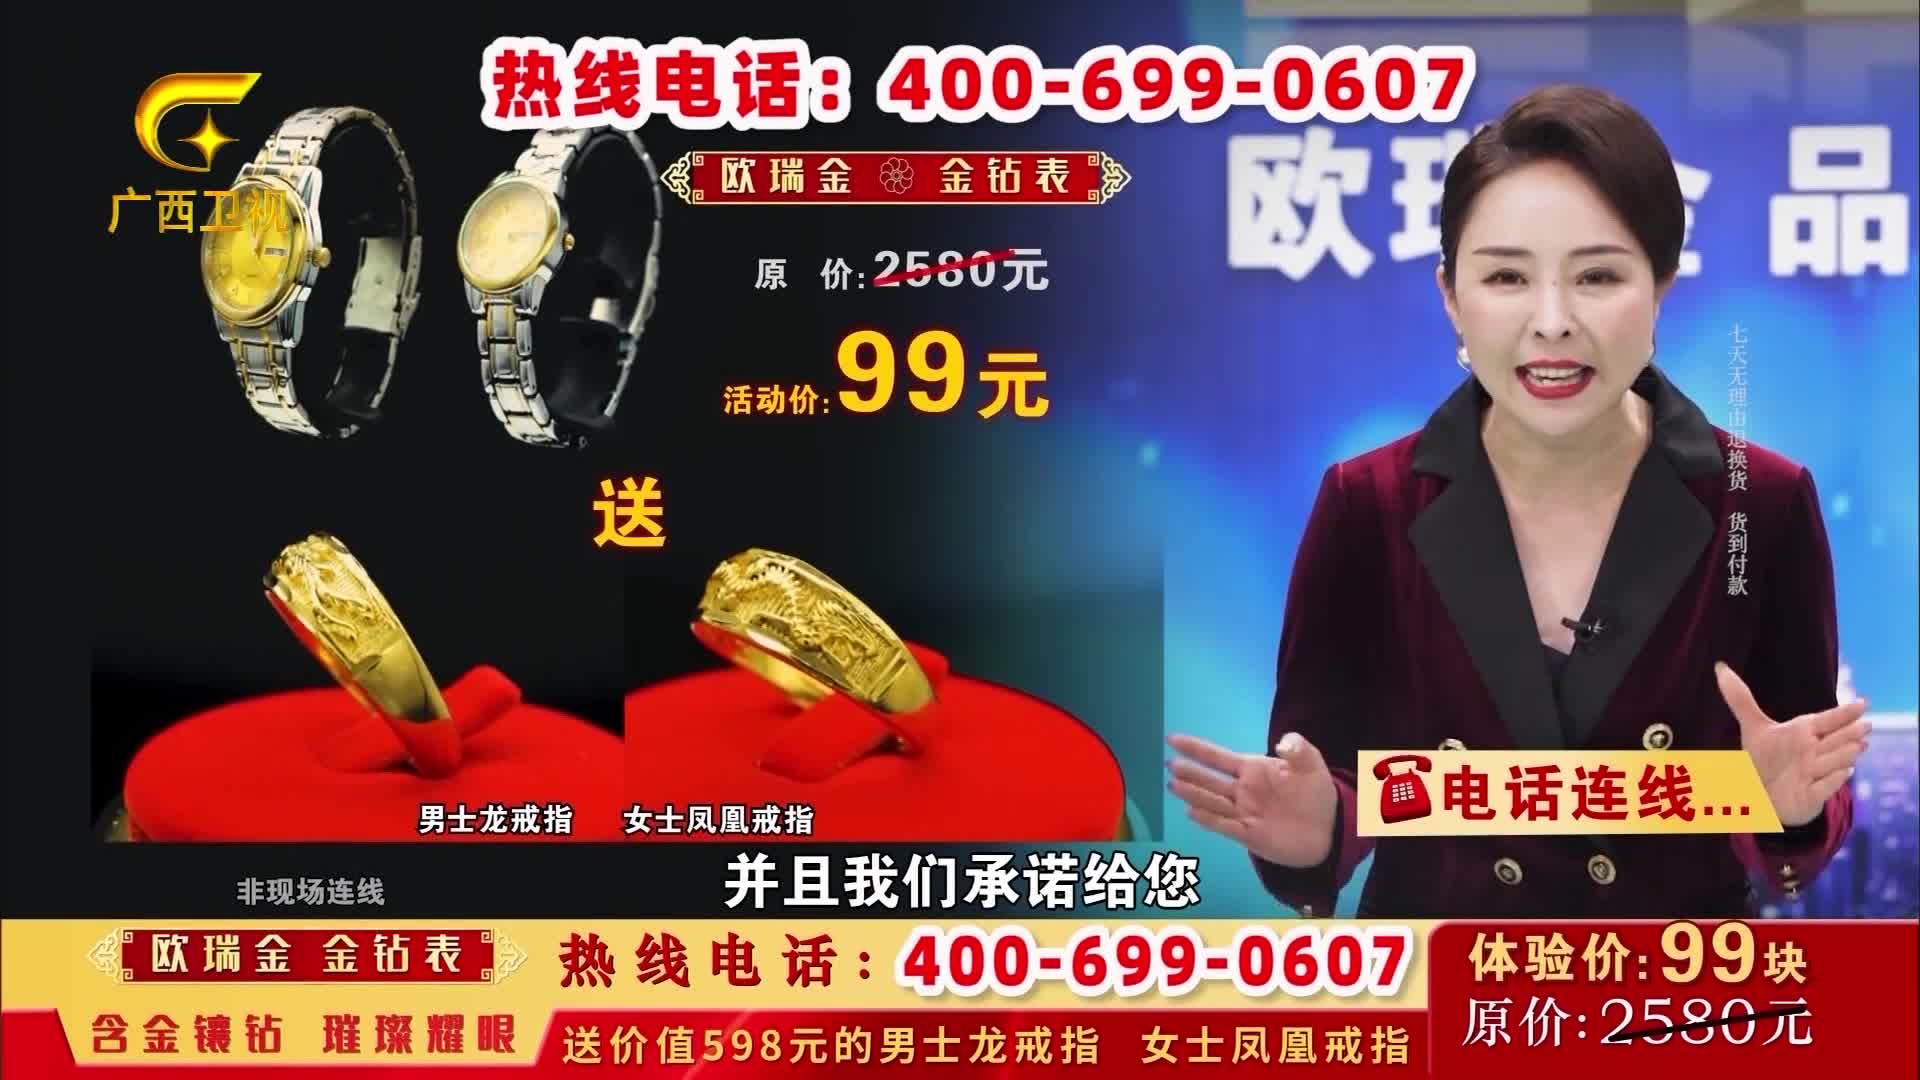 热线电话：400-699-0607
广西卫视
欧瑞金 金钻表
欧瑞金品
原 价:2580元
活动价:99元
七天无理由退换货 货到付款
送
男士龙戒指
女士凤凰戒指
电话连线...
非现场连线
并且我们承诺给您
欧瑞金 金钻表
热线电话：400-699-0607
体验价:99块
原价:2580元
含金镶钻 璀璨耀眼
送价值598元的男士龙戒指 女士凤凰戒指